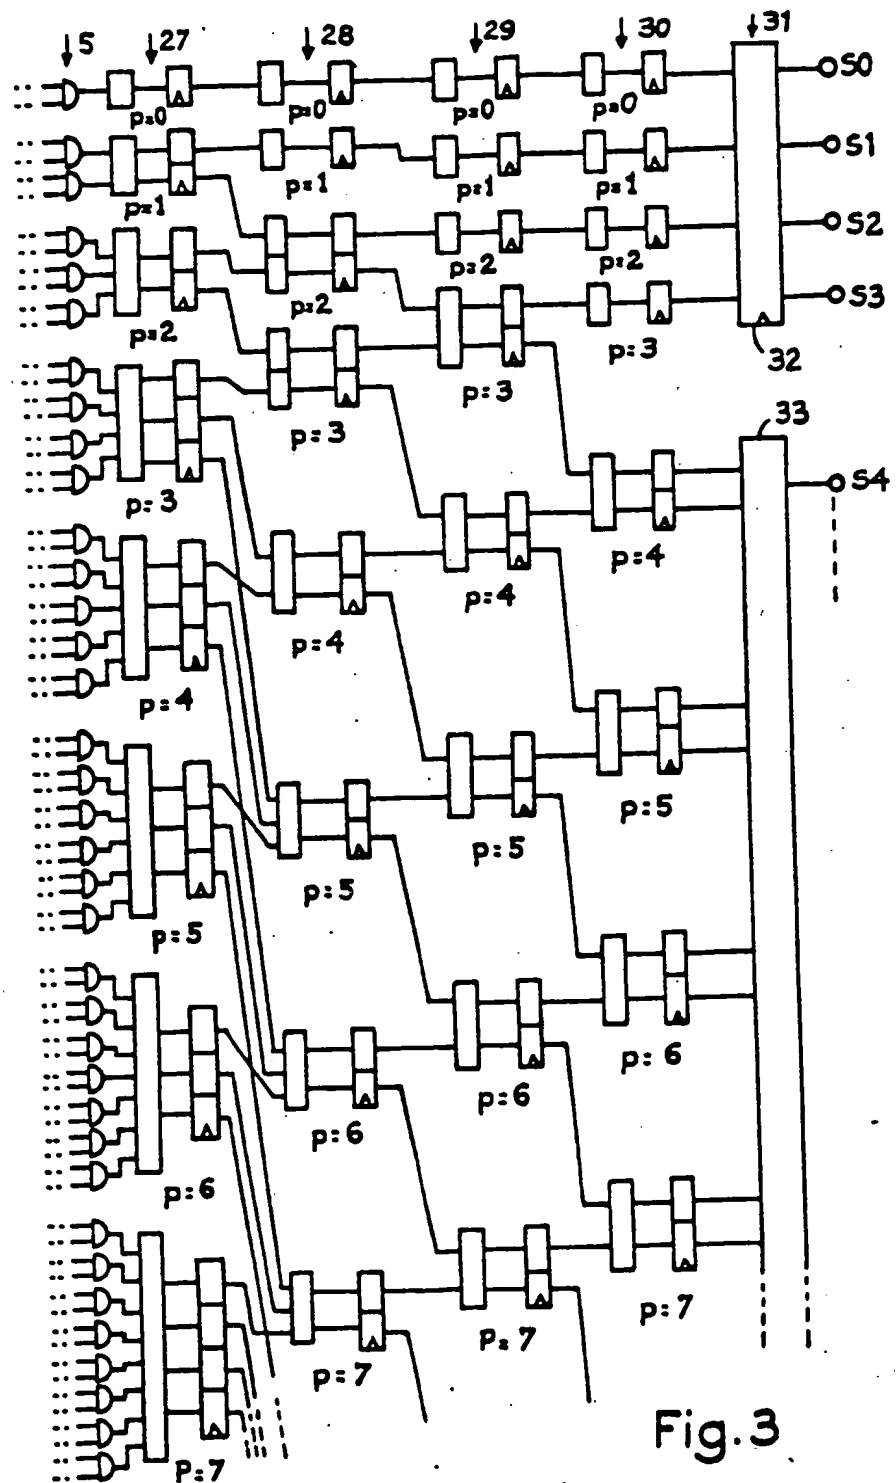 5 27 28 29 30 31
S0
p=0 p=0 p=0 p=0
S1
p=1 p=1 p=1 p=1
S2
p=2 p=2 p=2 p=2
S3
p=3 32
p=3
p=3
33
p=3
S4
p=4
p=4
p=4
p=4
p=5
p=5
p=5
p=5
p=6
p=6
p=6
p=6
p=7
P=7
p=7
Fig.3
P=7